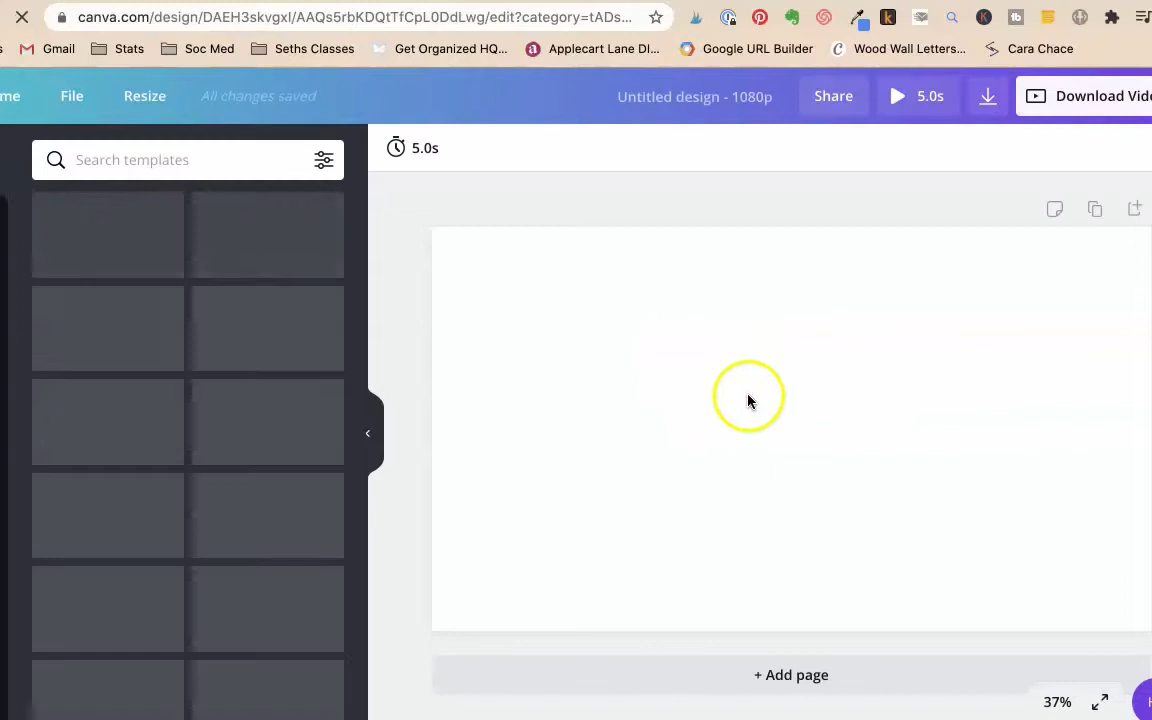 canva.com/design/DAEH3skvgxI/AAQs5rbKDQtTfCpL0DdLwg/edit?category=tADs...
s Gmail Stats Soc Med Seths Classes Get Organized HQ... Applecart Lane DI... Google URL Builder Wood Wall Letters... Cara Chace
me File Resize All changes saved Untitled design - 1080p Share 5.0s Download Vide
Search templates
5.0s
+ Add page
37%
H